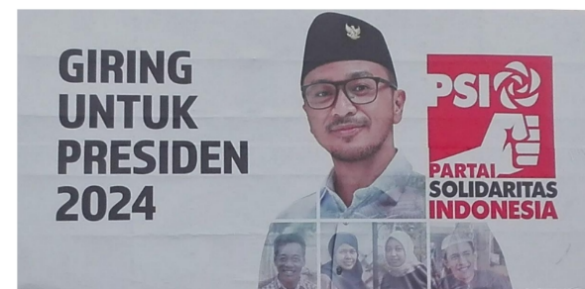 GIRING
UNTUK
PRESIDEN
2024
PSI
PARTAI
SOLIDARITAS
INDONESIA